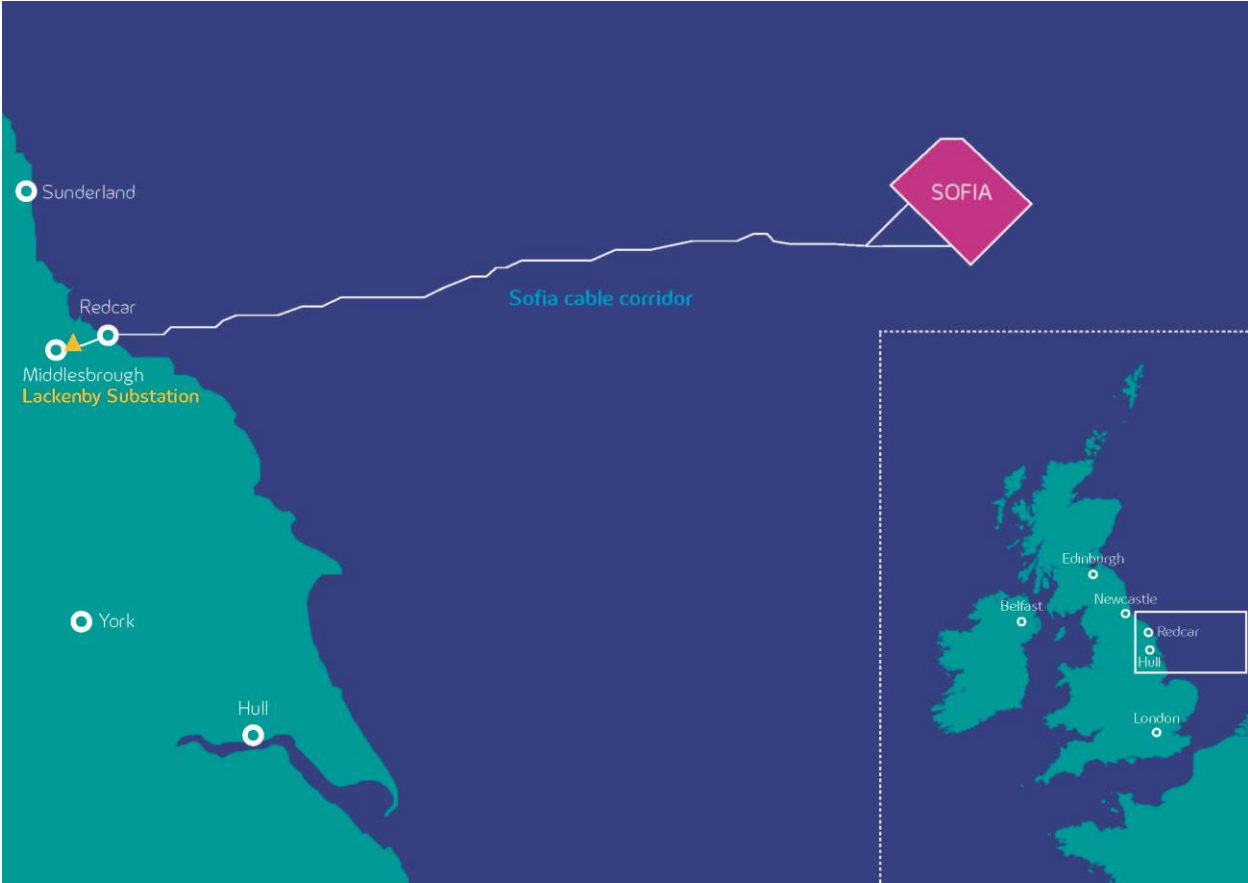 SOFIA
Sunderland
Sofia cable corridor
Redcar
Middlesbrough
Lackenby Substation
York
Hull
Edinburgh
Newcastle
Belfast
Redcar
Hull
London